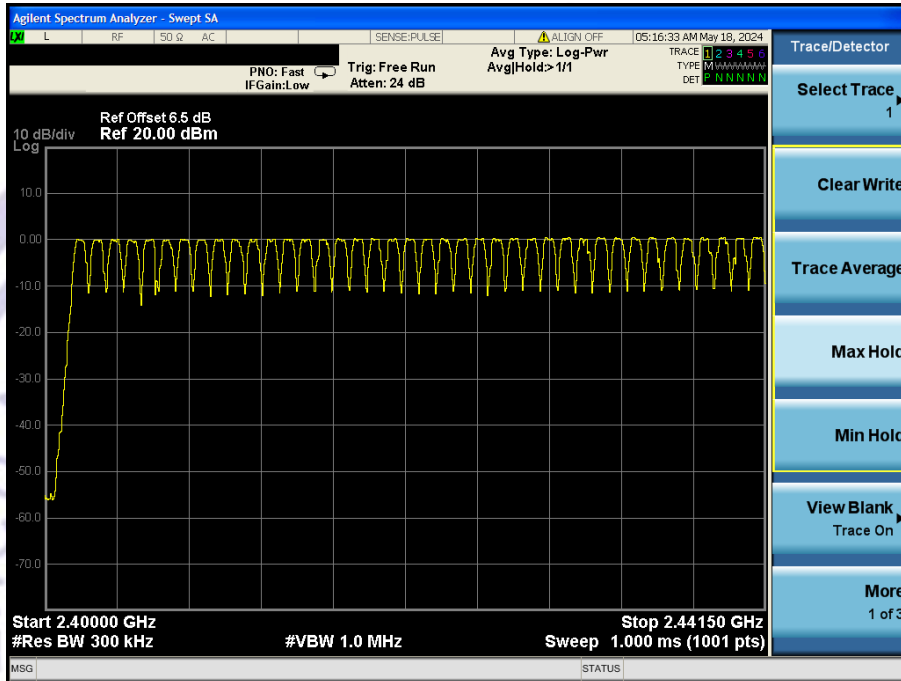 Agilent Spectrum Analyzer - Swept SA
LXI L RF 50 Ω AC SENSE:PULSE ALIGN OFF 05:16:33 AM May 18, 2024
PNO: Fast
IFGain:Low
Trig: Free Run
Atten: 24 dB
Avg Type: Log-Pwr
Avg|Hold:>1/1
TRACE 1 2 3 4 5 6
TYPE M
DET P N N N N N
Ref Offset 6.5 dB
10 dB/div Ref 20.00 dBm
Log
10.0
0.00
-10.0
-20.0
-30.0
-40.0
-50.0
-60.0
-70.0
Start 2.40000 GHz Stop 2.44150 GHz
#Res BW 300 kHz #VBW 1.0 MHz Sweep 1.000 ms (1001 pts)
MSG STATUS
Trace/Detector
Select Trace
1
Clear Write
Trace Average
Max Hold
Min Hold
View Blank
Trace On
More
1 of 3